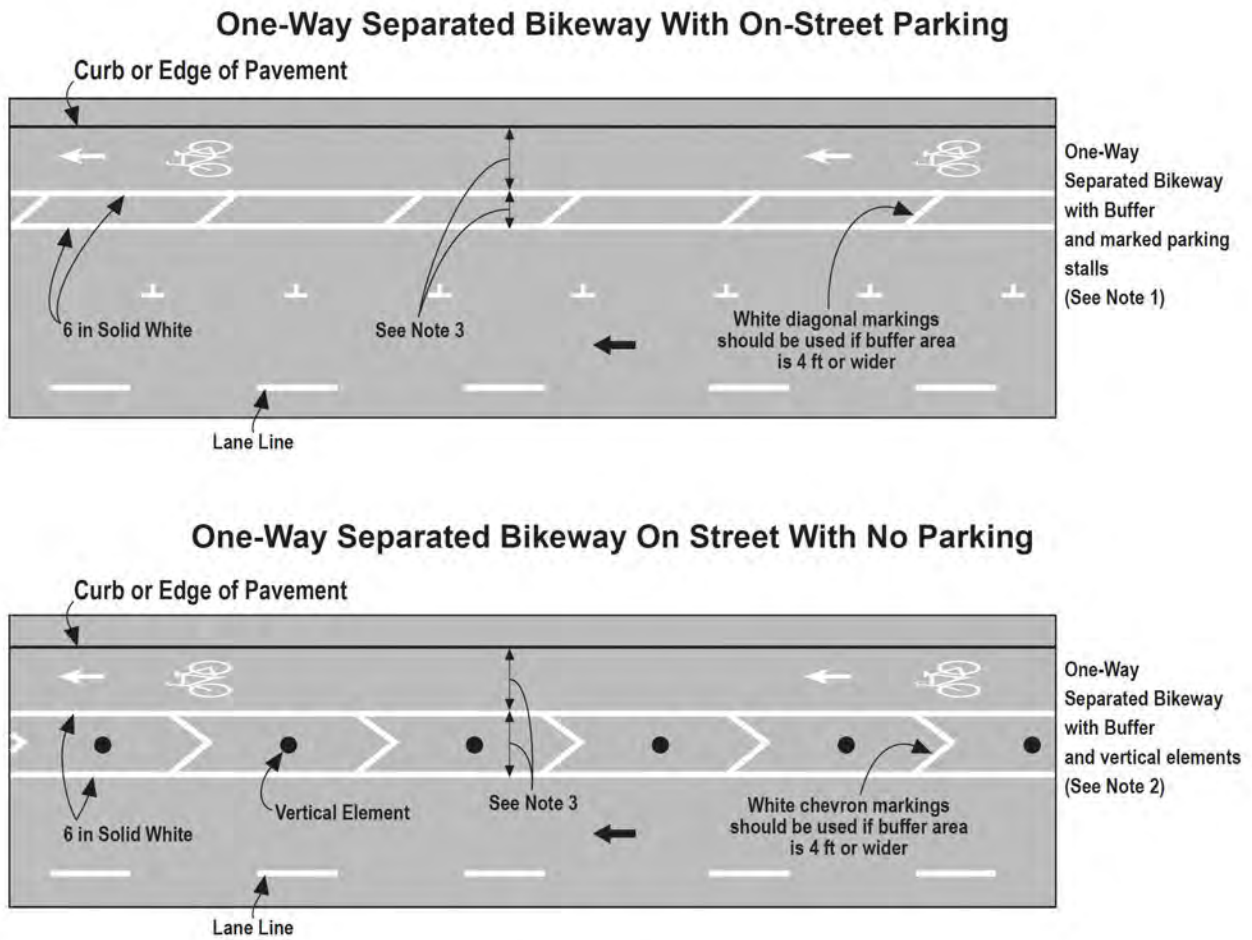 One-Way Separated Bikeway With On-Street Parking
Curb or Edge of Pavement
One-Way
Separated Bikeway
with Buffer
and marked parking
stalls
(See Note 1)
6 in Solid White
See Note 3
White diagonal markings
should be used if buffer area
is 4 ft or wider
Lane Line
One-Way Separated Bikeway On Street With No Parking
Curb or Edge of Pavement
One-Way
Separated Bikeway
with Buffer
and vertical elements
(See Note 2)
6 in Solid White
Vertical Element
See Note 3
White chevron markings
should be used if buffer area
is 4 ft or wider
Lane Line